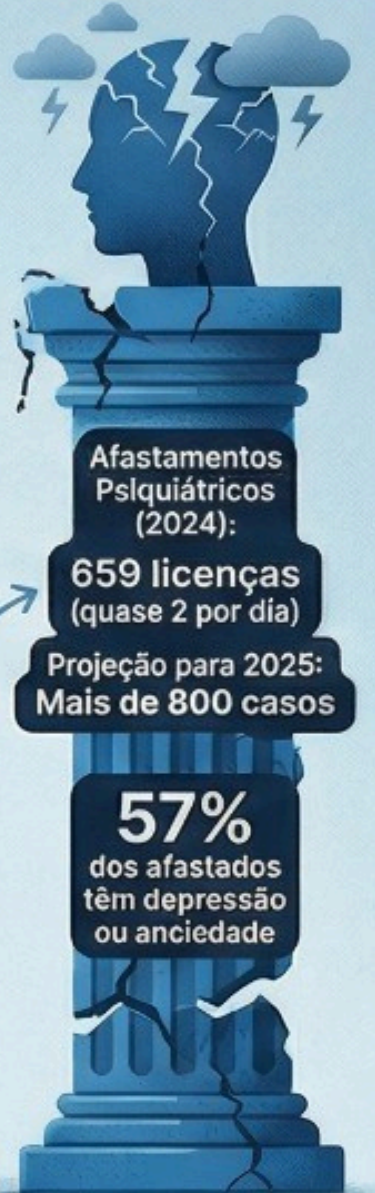 Afastamentos
PsIquiátricos
(2024):
659 licenças
(quase 2 por día)
Projeção para 2025:
Mais de 800 casos
57%
dos afastados
têm depressão
ou anciedade